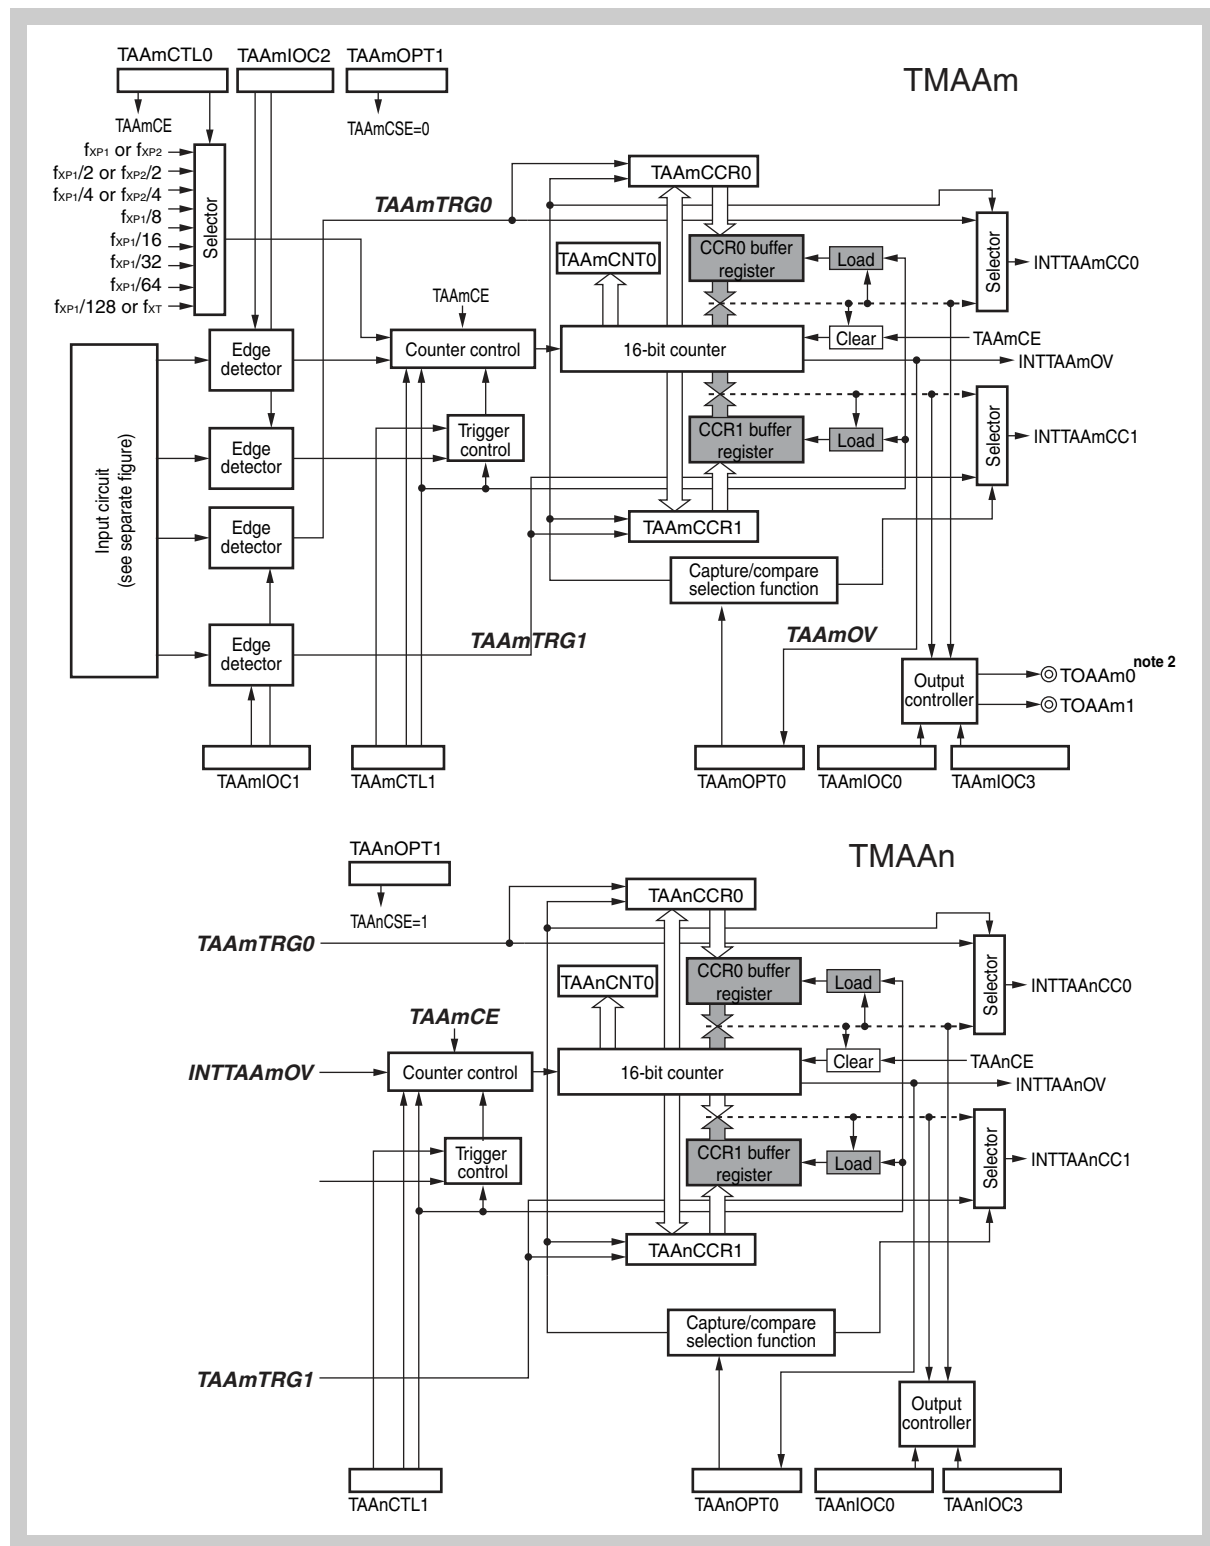 TAAmCTL0
TAAmIOC2
TAAmOPT1
TMAAm
TAAmCE
TAAmCSE=0
fXP1 or fXP2
fXP1/2 or fXP2/2
fXP1/4 or fXP2/4
fXP1/8
fXP1/16
fXP1/32
fXP1/64
fXP1/128 or fXT
Selector
TAAmTRG0
TAAmCCR0
TAAmCNT0
CCR0 buffer
register
Load
Selector
INTTAAmCC0
TAAmCE
Counter control
16-bit counter
Clear
TAAmCE
INTTAAmOV
Input circuit
(see separate figure)
Edge
detector
Edge
detector
Edge
detector
Edge
detector
Trigger
control
CCR1 buffer
register
Load
Selector
INTTAAmCC1
TAAmCCR1
Capture/compare
selection function
TAAmTRG1
TAAmOV
Output
controller
TOAAm0 note 2
TOAAm1
TAAmIOC1
TAAmCTL1
TAAmOPT0
TAAmIOC0
TAAmIOC3
TAAnOPT1
TMAAn
TAAnCSE=1
TAAmTRG0
TAAnCCR0
TAAnCNT0
CCR0 buffer
register
Load
Selector
INTTAAnCC0
TAAmCE
INTTAAmOV
Counter control
16-bit counter
Clear
TAAnCE
INTTAAnOV
Trigger
control
CCR1 buffer
register
Load
Selector
INTTAAnCC1
TAAnCCR1
Capture/compare
selection function
TAAmTRG1
Output
controller
TAAnCTL1
TAAnOPT0
TAAnIOC0
TAAnIOC3